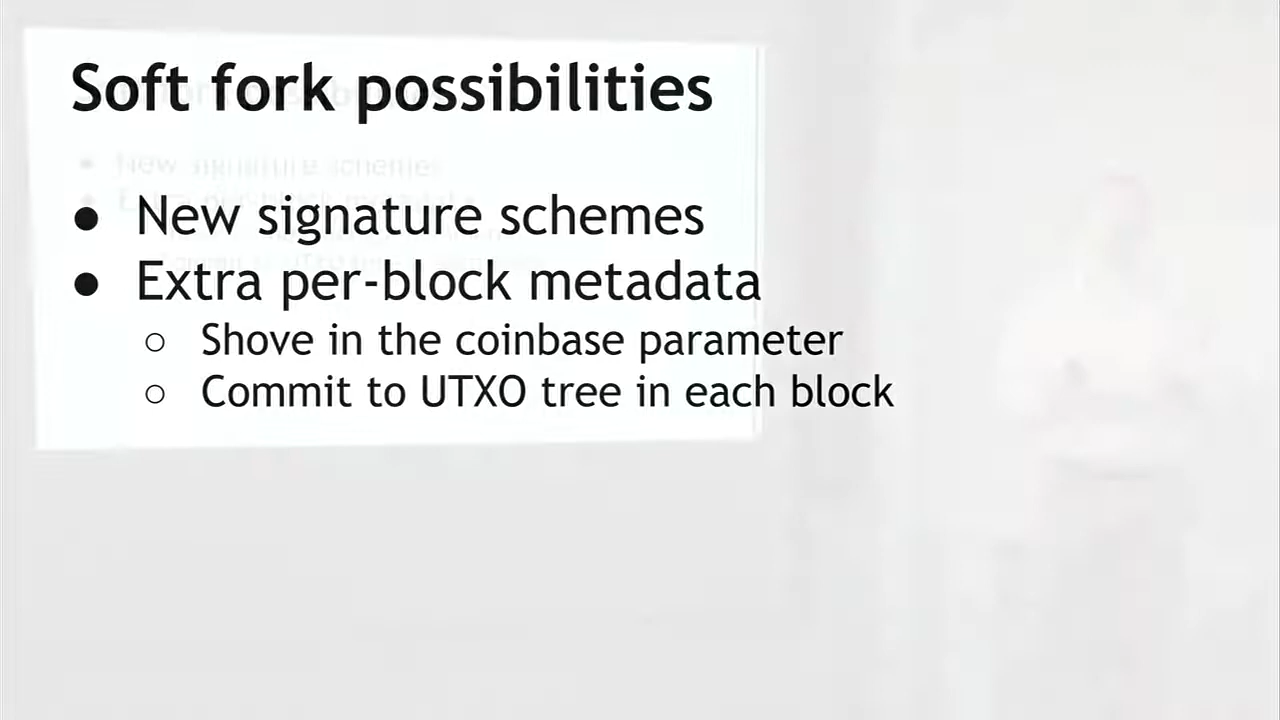 Soft fork possibilities
● New signature schemes
● Extra per-block metadata
○ Shove in the coinbase parameter
○ Commit to UTXO tree in each block